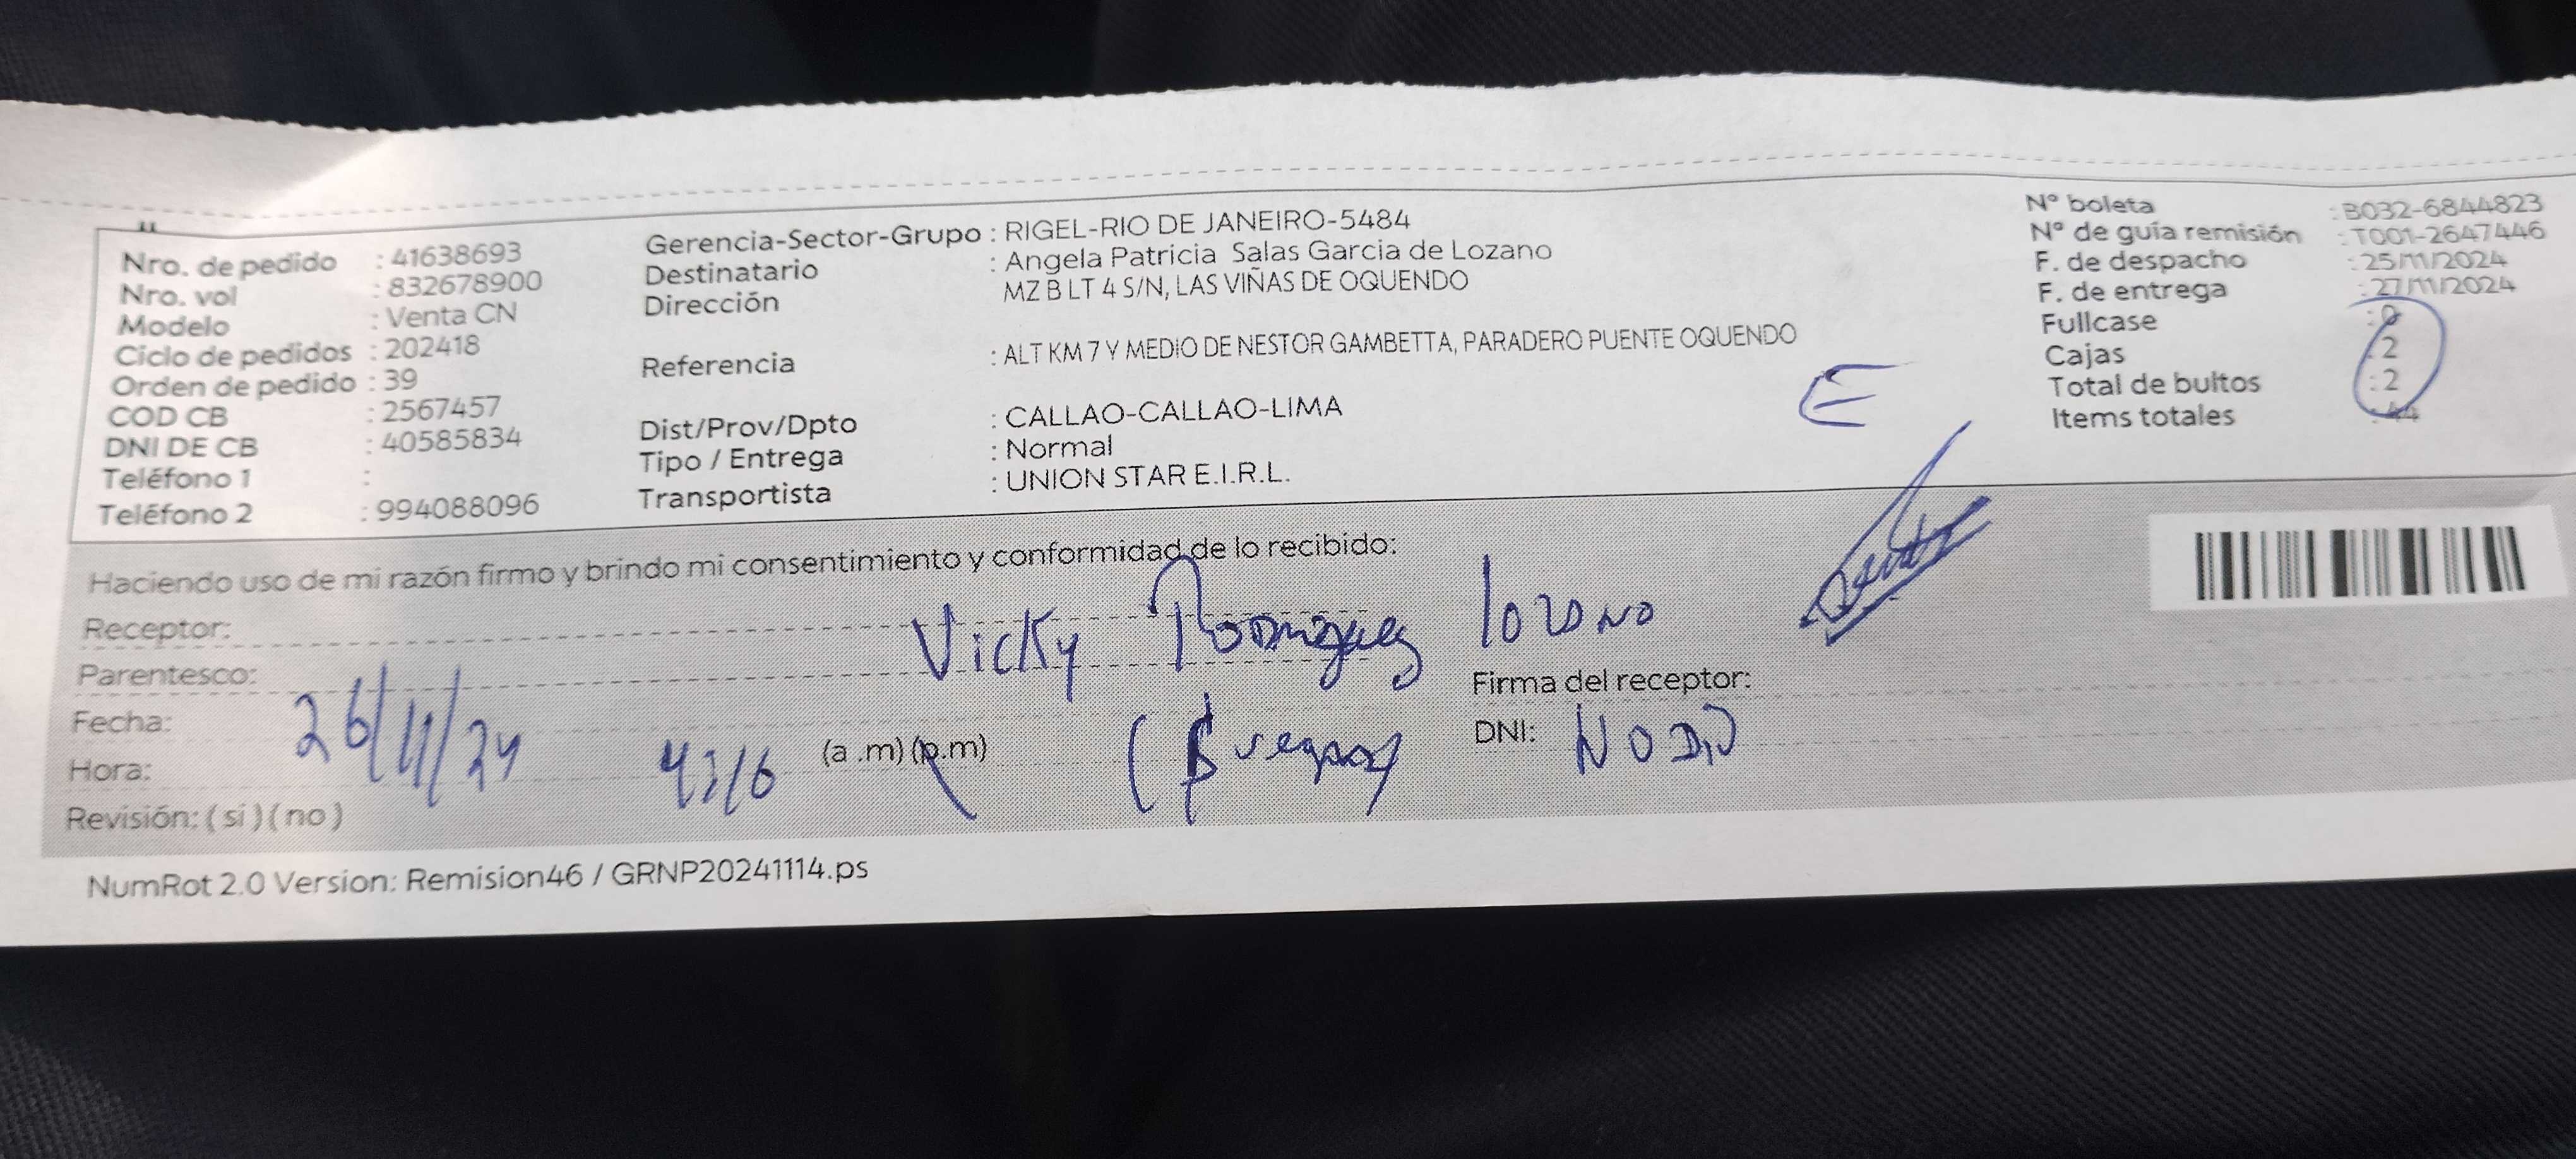 Nro. de pedido : 41638693
Nro. vol : 832678900
Modelo : Venta CN
Ciclo de pedidos : 202418
Orden de pedido : 39
COD CB : 2567457
DNI DE CB : 40585834
Teléfono 1 :
Teléfono 2 : 994088096
Gerencia-Sector-Grupo : RIGEL-RIO DE JANEIRO-5484
Destinatario : Angela Patricia Salas Garcia de Lozano
Dirección MZ B LT 4 S/N, LAS VIÑAS DE OQUENDO
Referencia : ALT KM 7 Y MEDIO DE NESTOR GAMBETTA, PARADERO PUENTE OQUENDO
Dist/Prov/Dpto : CALLAO-CALLAO-LIMA
Tipo / Entrega : Normal
Transportista : UNION STAR E.I.R.L.
N° boleta : B032-6844823
N° de guía remisión : T001-2647446
F. de despacho : 25/11/2024
F. de entrega : 27/11/2024
Fullcase : 0
Cajas : 2
Total de bultos : 2
Items totales : 44
E
Haciendo uso de mi razón firmo y brindo mi consentimiento y conformidad de lo recibido:
Receptor: Vicky Rodriguez lozano
Parentesco:
Firma del receptor:
Fecha: 26/11/24
Hora: (a .m) (p.m)
DNI: NO DIO
Revisión: ( si ) ( no )
NumRot 2.0 Version: Remision46 / GRNP20241114.ps